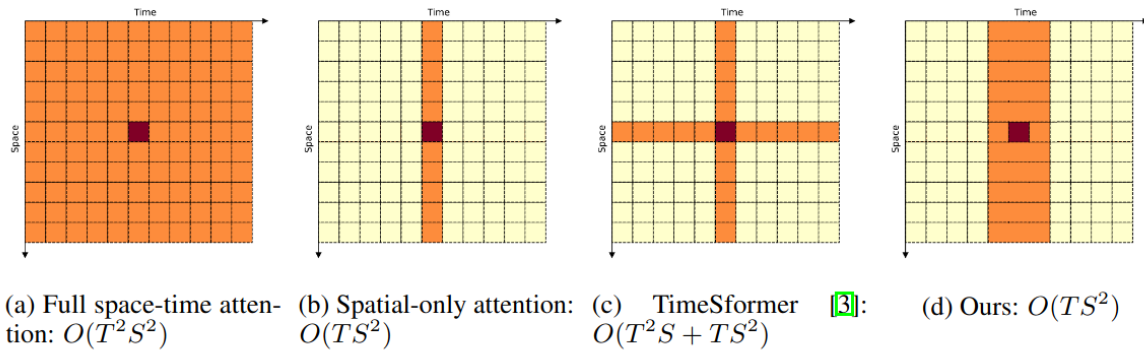 Time
Time
Time
Time
Space
Space
Space
Space
(a) Full space-time atten-
tion: O(T²S²)
(b) Spatial-only attention:
O(TS²)
(c) TimeSformer [3]:
O(T²S + TS²)
(d) Ours: O(TS²)